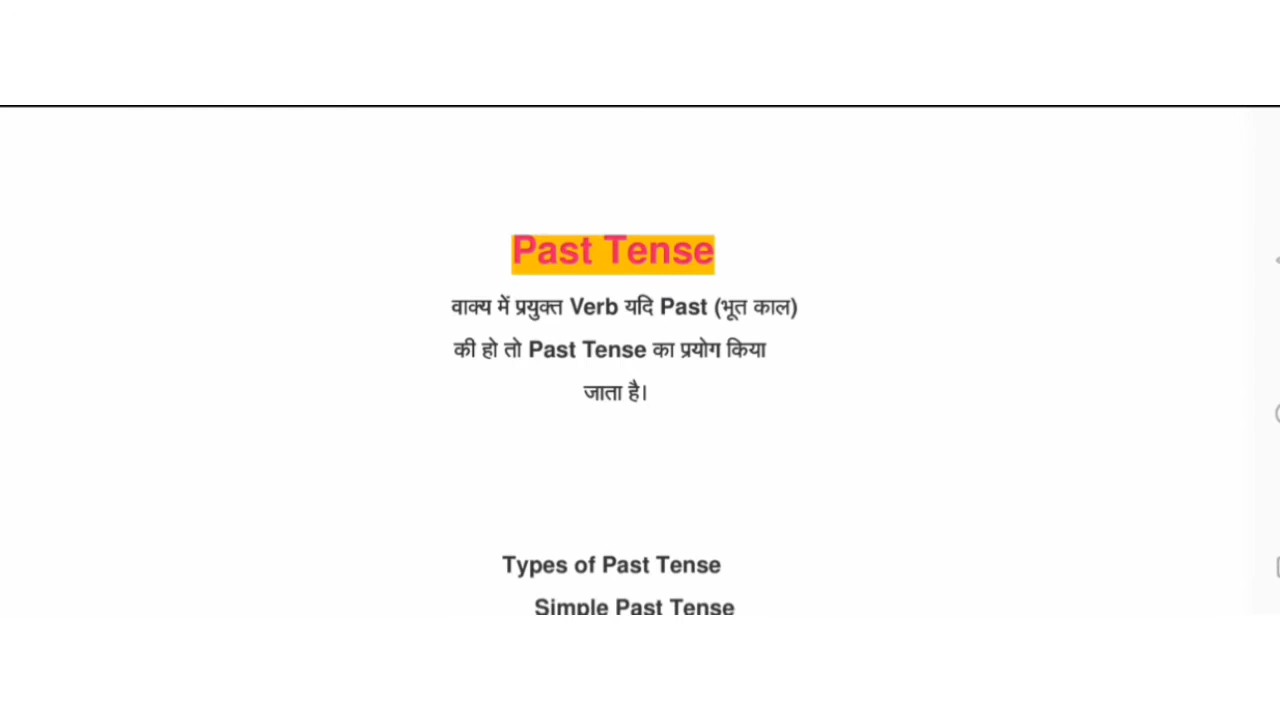 Past Tense
वाक्य में प्रयुक्त Verb यदि Past (भूत काल)
की हो तो Past Tense का प्रयोग किया
जाता है।
Types of Past Tense
Simple Past Tense